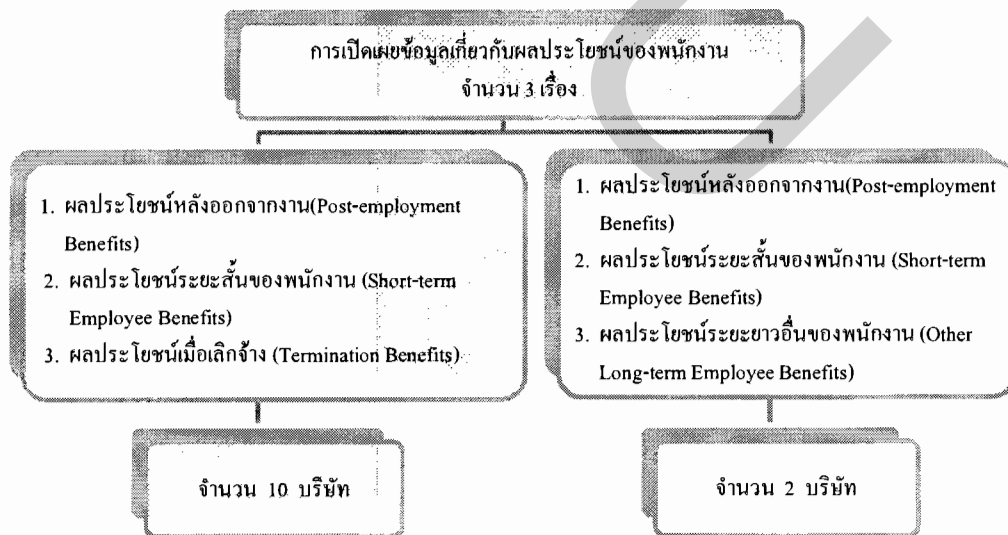 การเปิดเผยข้อมูลเกี่ยวกับผลประโยชน์ของพนักงาน
จำนวน 3 เรื่อง
1. ผลประโยชน์หลังออกจากงาน(Post-employment
Benefits)
2. ผลประโยชน์ระยะสั้นของพนักงาน (Short-term
Employee Benefits)
3. ผลประโยชน์เมื่อเลิกจ้าง (Termination Benefits)
1. ผลประโยชน์หลังออกจากงาน(Post-employment
Benefits)
2. ผลประโยชน์ระยะสั้นของพนักงาน (Short-term
Employee Benefits)
3. ผลประโยชน์ระยะยาวอื่นของพนักงาน (Other
Long-term Employee Benefits)
จำนวน 10 บริษัท
จำนวน 2 บริษัท